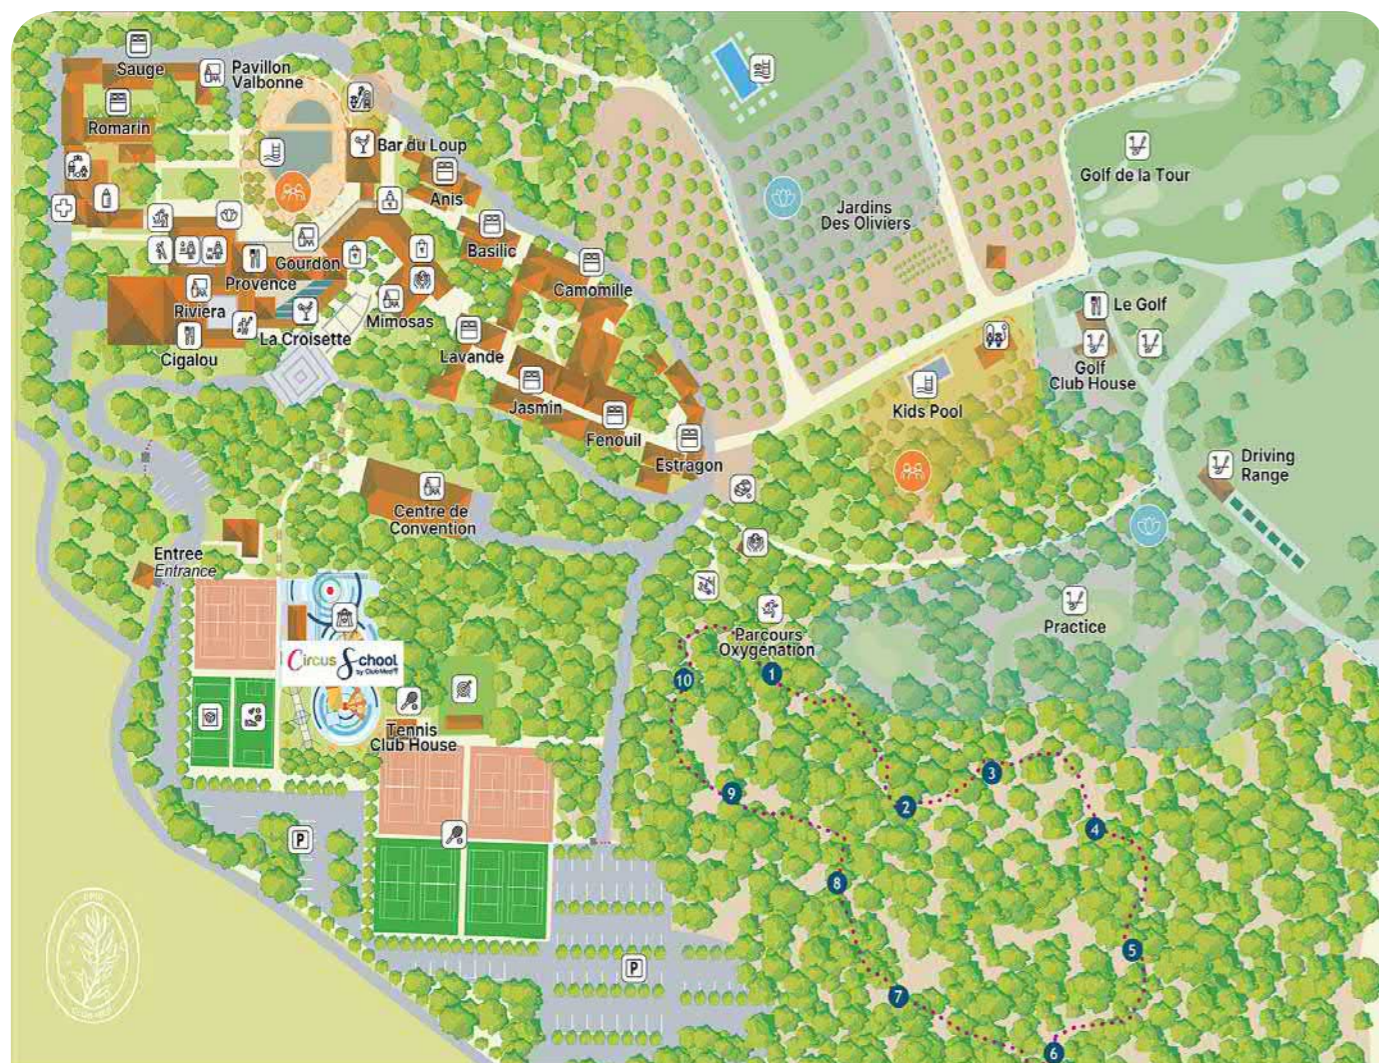 Sauge
Pavillon
Valbonne
Romarin
Bar du Loup
Anis
Basilic
Gourdon
Provence
Riviera
Mimosas
La Croisette
Cigalou
Camomille
Lavande
Jasmin
Fenouil
Estragon
Jardins
Des Oliviers
Golf de la Tour
Le Golf
Golf
Club House
Kids Pool
Driving
Range
Centre de
Convention
Entree
Entrance
Circus School
by Club Med
Parcours
Oxygénation
Practice
Tennis
Club House
1
2
3
4
5
6
7
8
9
10
P
P